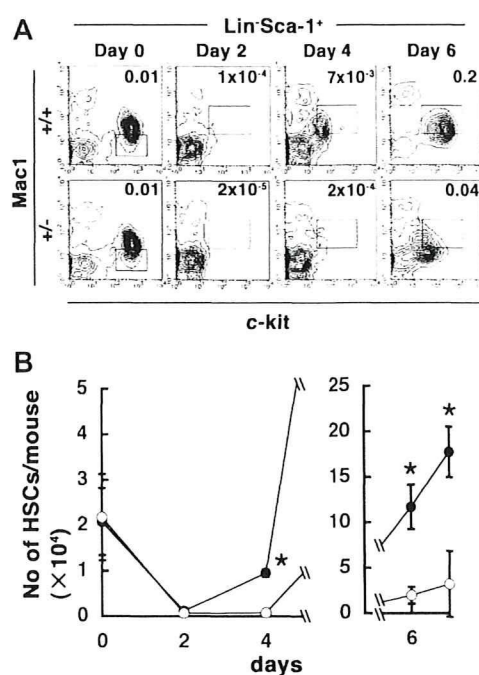 A
Lin⁻Sca-1⁺
Day 0 Day 2 Day 4 Day 6
Mac1
+/+
0.01 1x10⁻⁴ 7x10⁻³ 0.2
+/-
0.01 2x10⁻⁵ 2x10⁻⁴ 0.04
c-kit
B
No of HSCs/mouse
(×10⁴)
5
4
3
2
1
0
0 2 4
days
*
25
20
15
10
5
0
6
* *